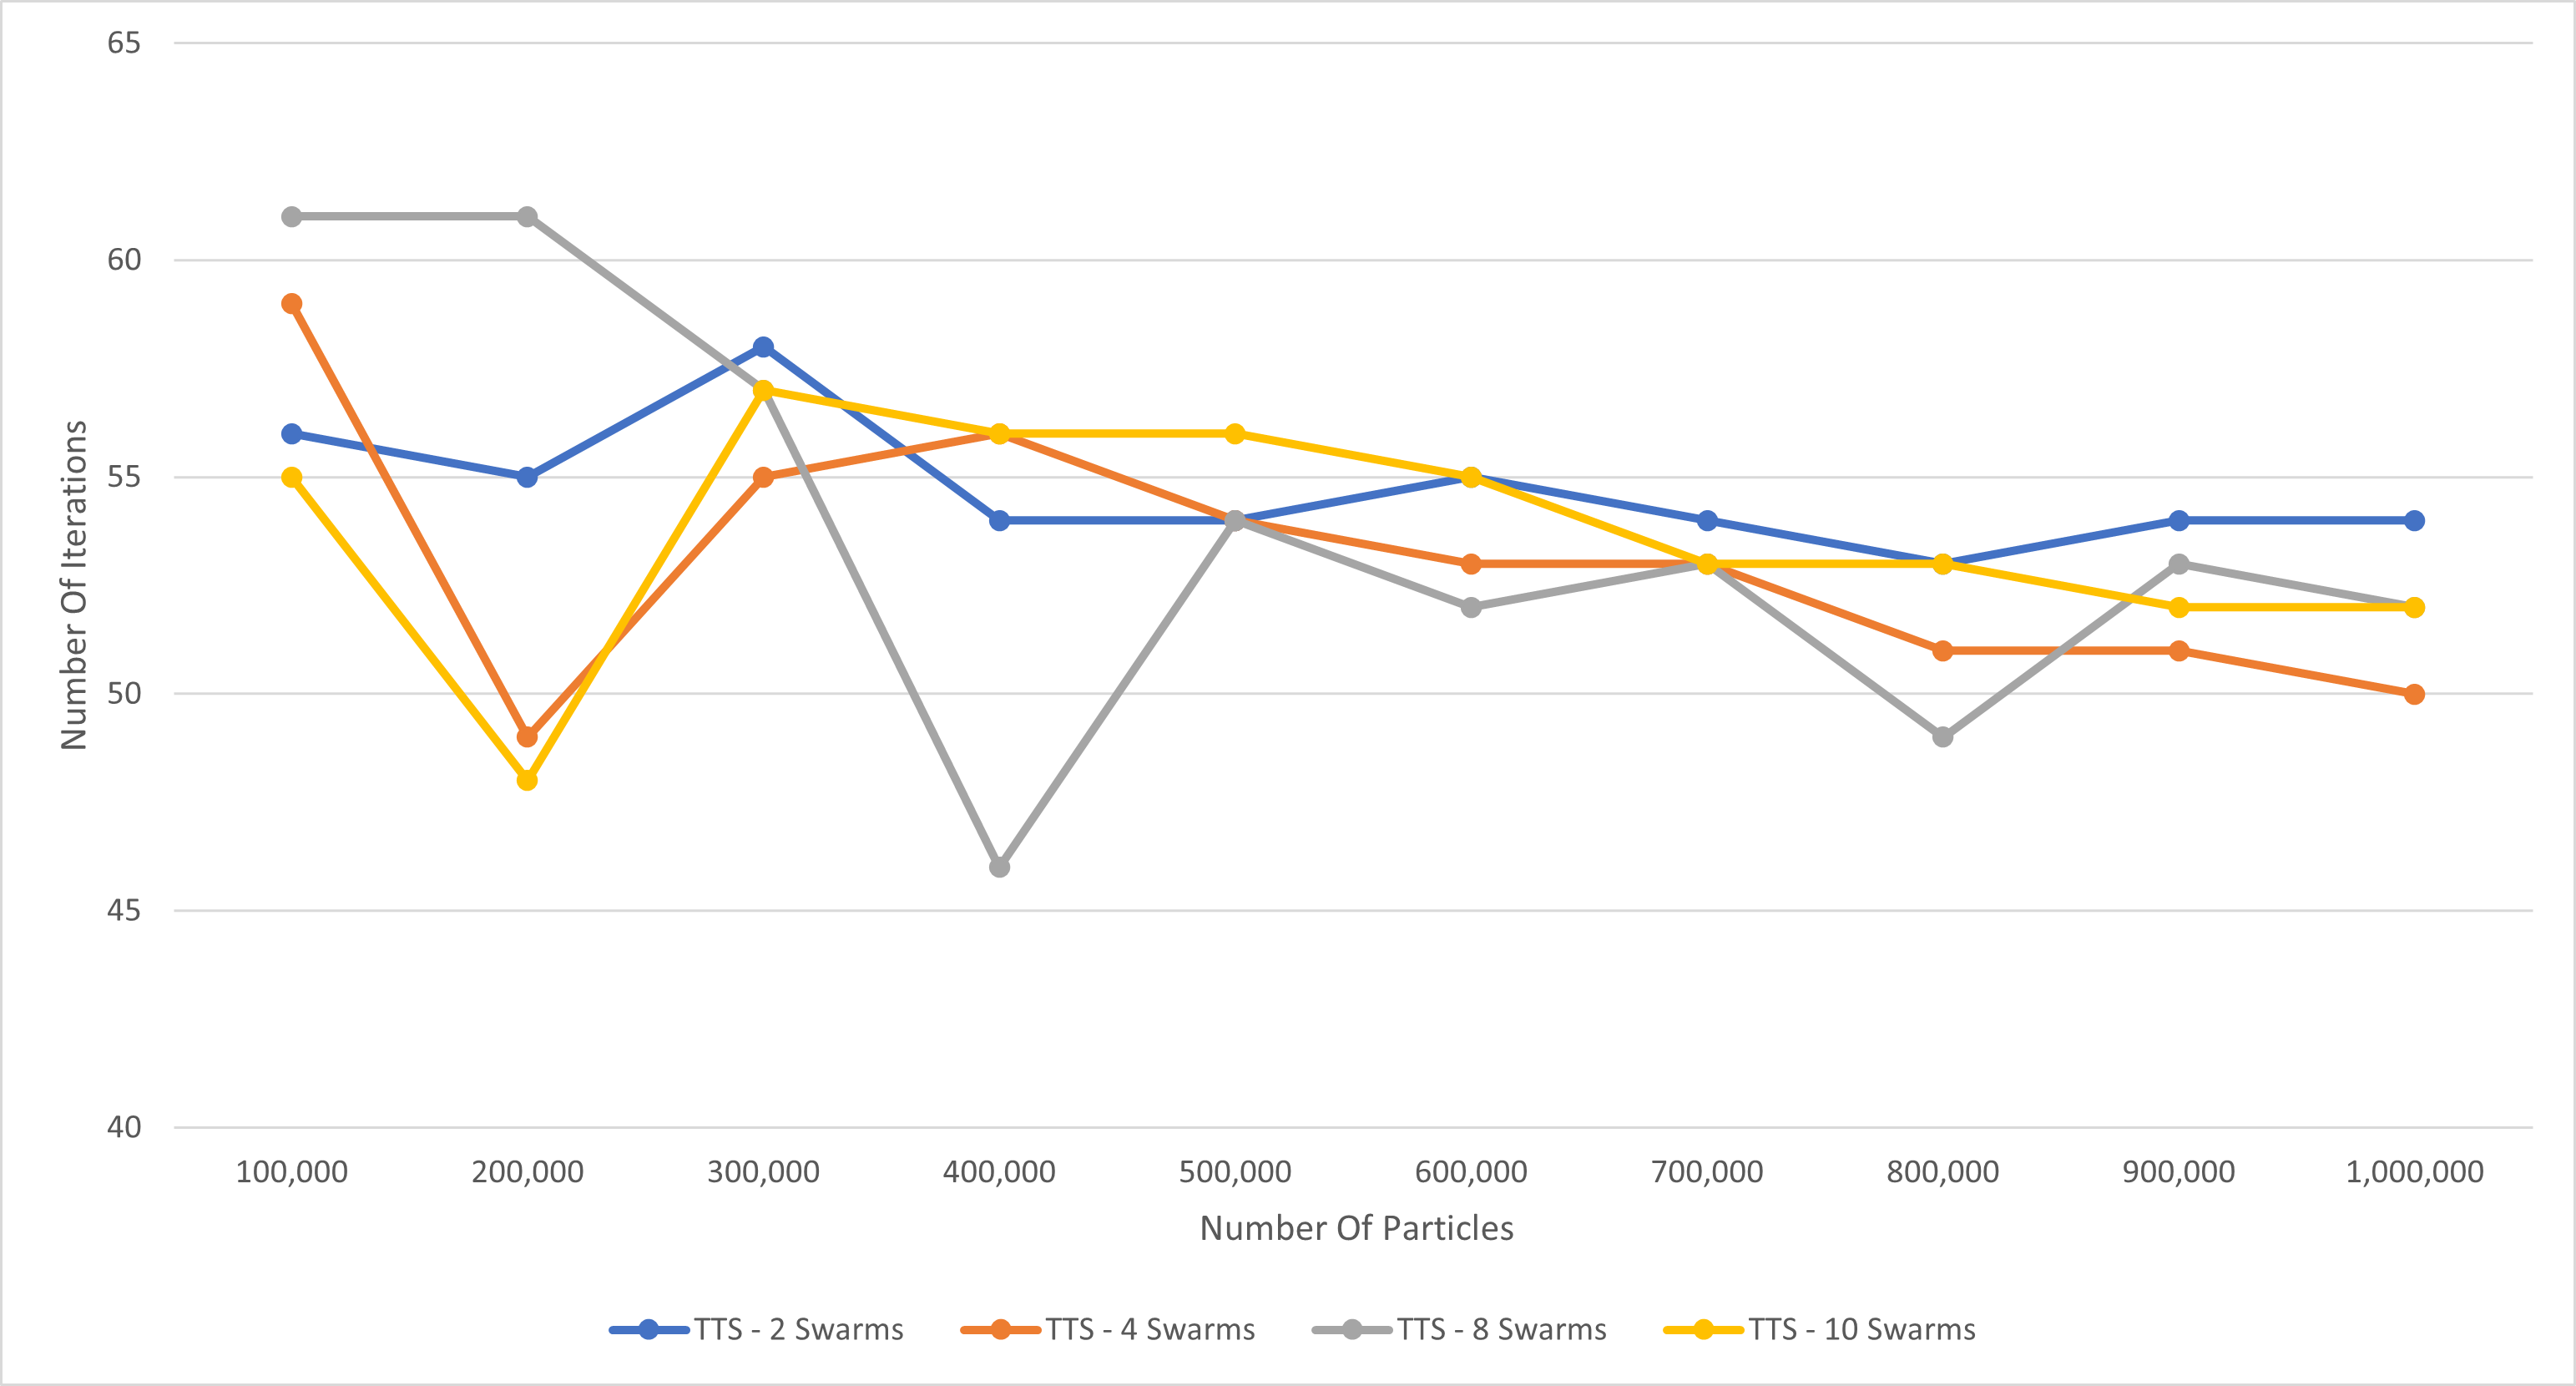 65
60
55
50
45
40
Number Of Iterations
100,000 200,000 300,000 400,000 500,000 600,000 700,000 800,000 900,000 1,000,000
Number Of Particles
TTS - 2 Swarms TTS - 4 Swarms TTS - 8 Swarms TTS - 10 Swarms